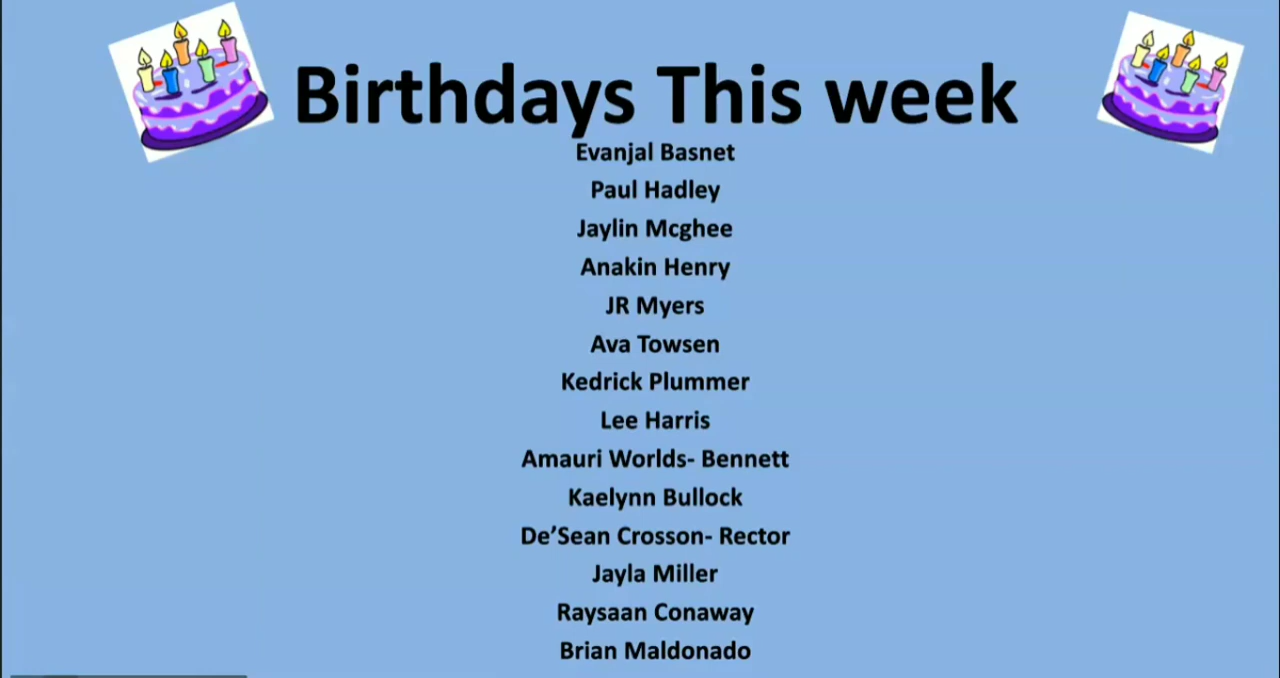 Birthdays This week
Evanjal Basnet
Paul Hadley
Jaylin Mcghee
Anakin Henry
JR Myers
Ava Towsen
Kedrick Plummer
Lee Harris
Amauri Worlds- Bennett
Kaelynn Bullock
De’Sean Crosson- Rector
Jayla Miller
Raysaan Conaway
Brian Maldonado